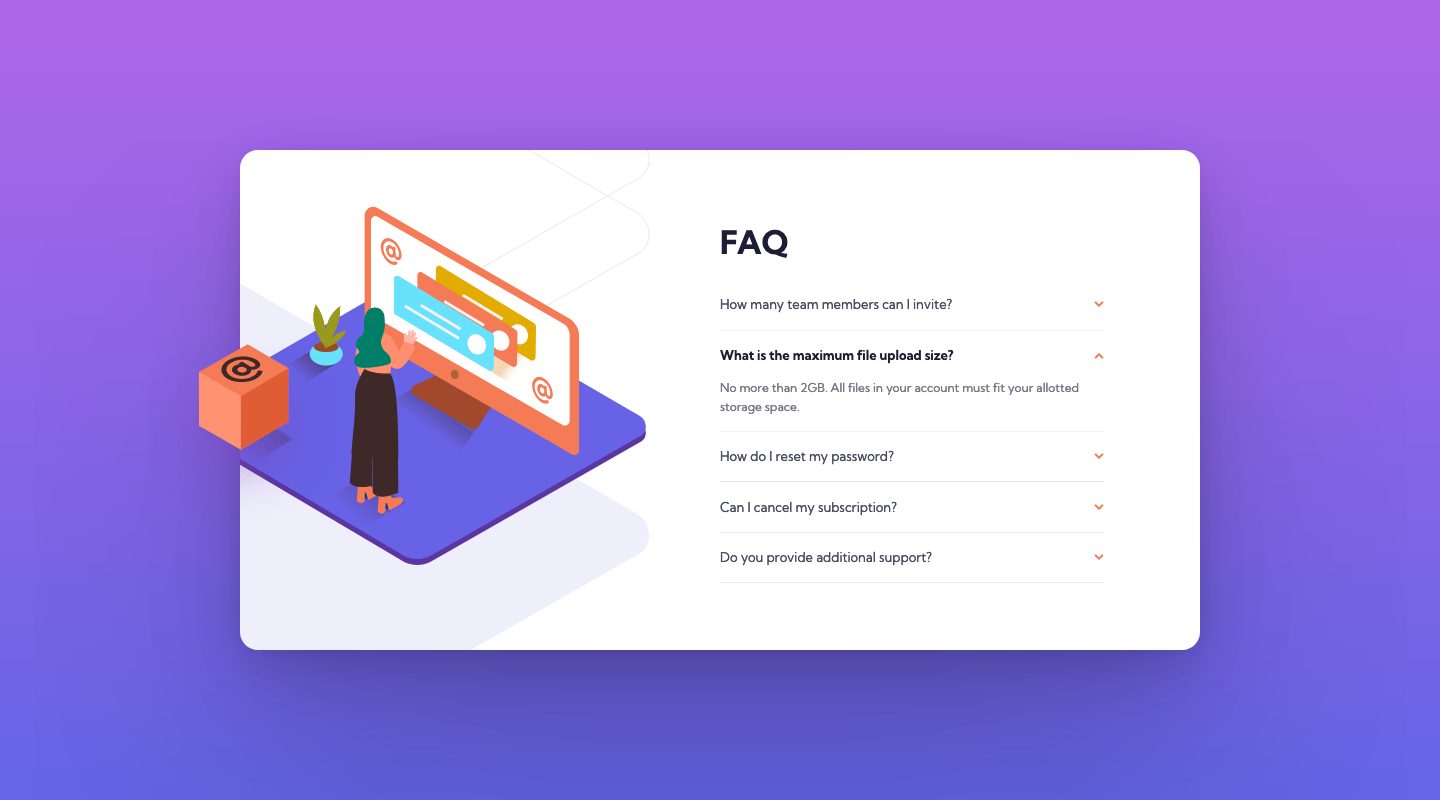 @
@
@
FAQ
How many team members can I invite?
What is the maximum file upload size?
No more than 2GB. All files in your account must fit your allotted
storage space.
How do I reset my password?
Can I cancel my subscription?
Do you provide additional support?